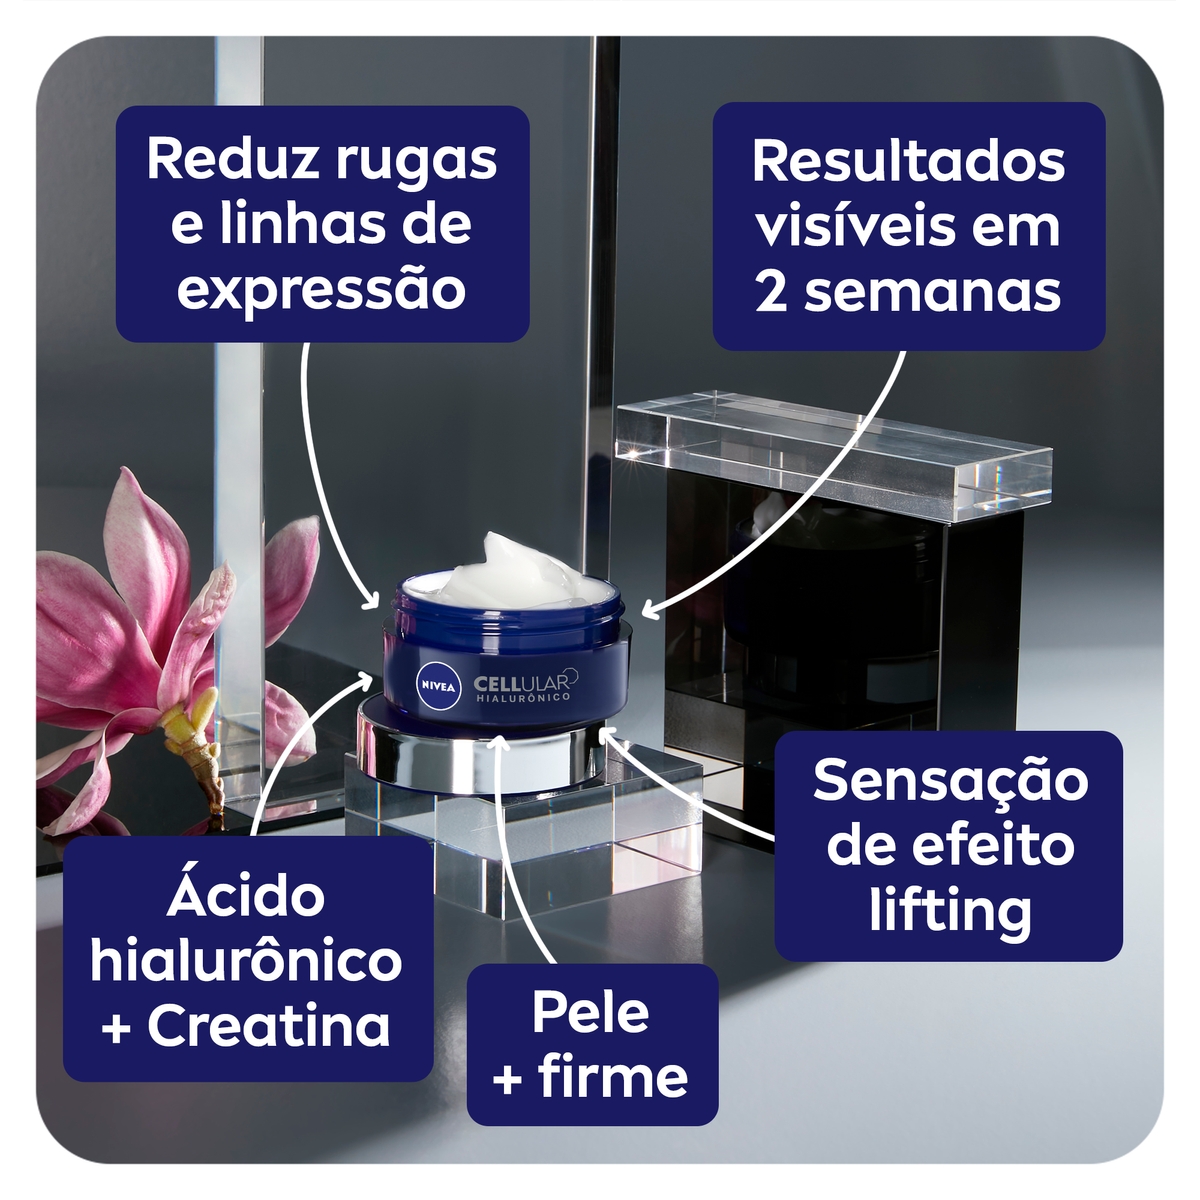 Reduz rugas
e linhas de
expressão
Resultados
visíveis em
2 semanas
NIVEA
CELLULAR
HIALURÔNICO
Sensação
de efeito
lifting
Ácido
hialurônico
+ Creatina
Pele
+ firme